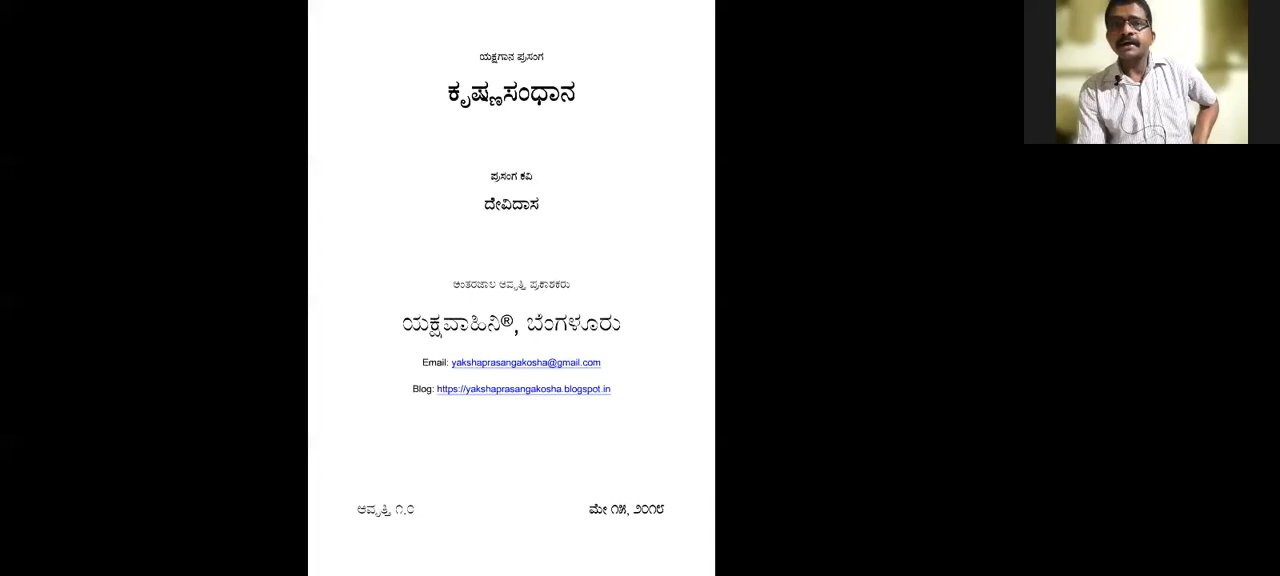 ಯಕ್ಷಗಾನ ಪ್ರಸಂಗ
ಕೃಷ್ಣಸಂಧಾನ
ಪ್ರಸಂಗ ಕವಿ
ದೇವಿದಾಸ
ಅಂತರಜಾಲ ಆವೃತ್ತಿ ಪ್ರಕಾಶಕರು
ಯಕ್ಷವಾಹಿನಿ®, ಬೆಂಗಳೂರು
Email: yakshaprasangakosha@gmail.com
Blog: https://yakshaprasangakosha.blogspot.in
ಆವೃತ್ತಿ ೧.೦
ಮೇ ೧೫, ೨೦೧೮